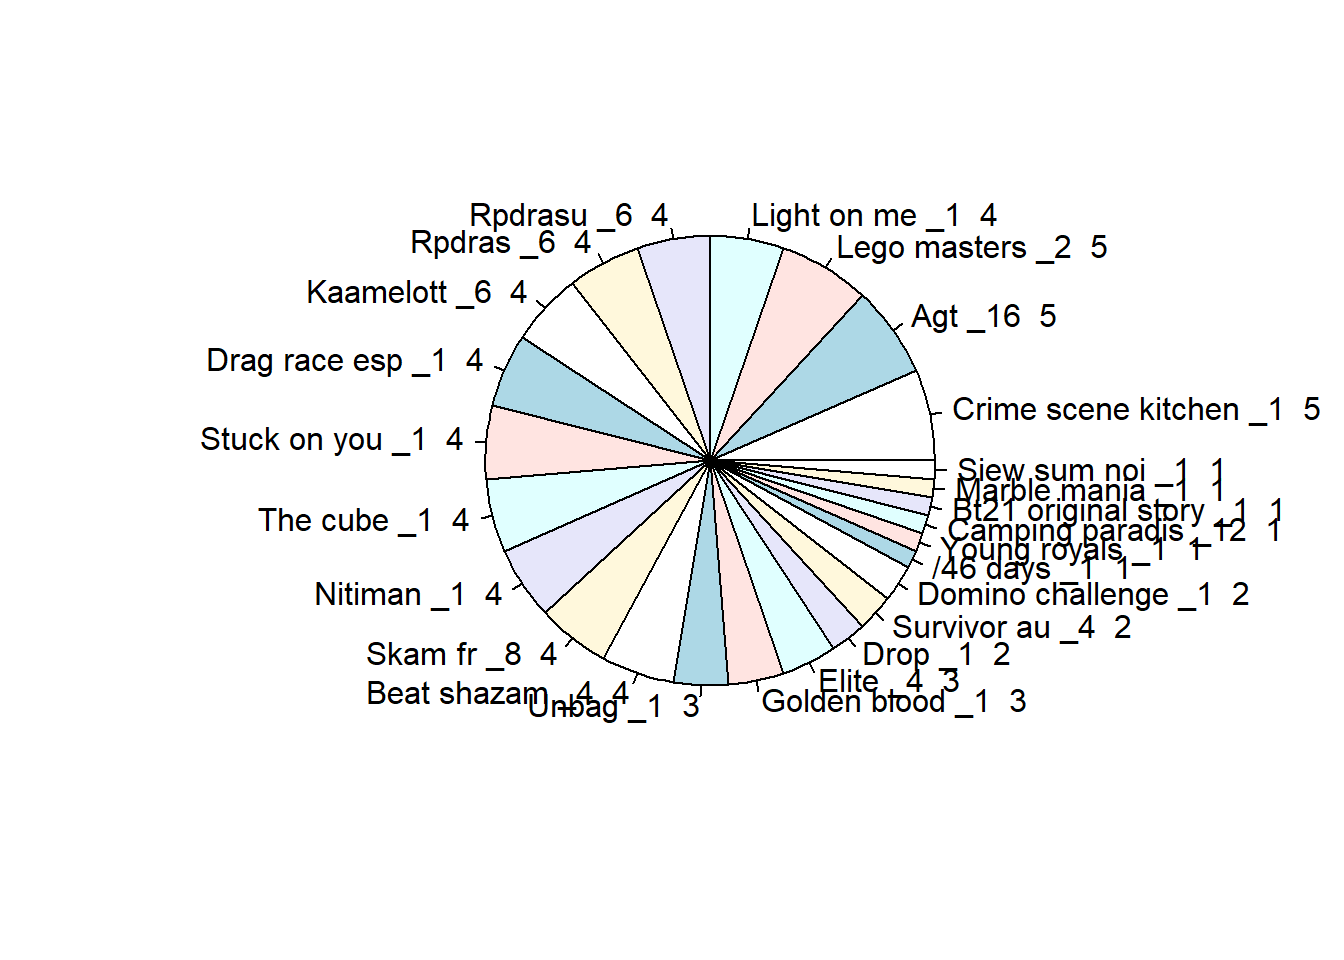 Rpdrasu _6  4
Light on me _1  4
Rpdras _6  4
Lego masters _2  5
Kaamelott _6  4
Agt _16  5
Drag race esp _1  4
Crime scene kitchen _1  5
Stuck on you _1  4
Siew sum noi _1  1
Marble mania _1  1
Bt21 original story _1  1
The cube _1  4
Camping paradis _12  1
Young royals _1  1
/46 days _1  1
Nitiman _1  4
Domino challenge _1  2
Survivor au _4  2
Skam fr _8  4
Drop _1  2
Elite _4  3
Beat shazam _4  4
Unbag _1  3
Golden blood _1  3